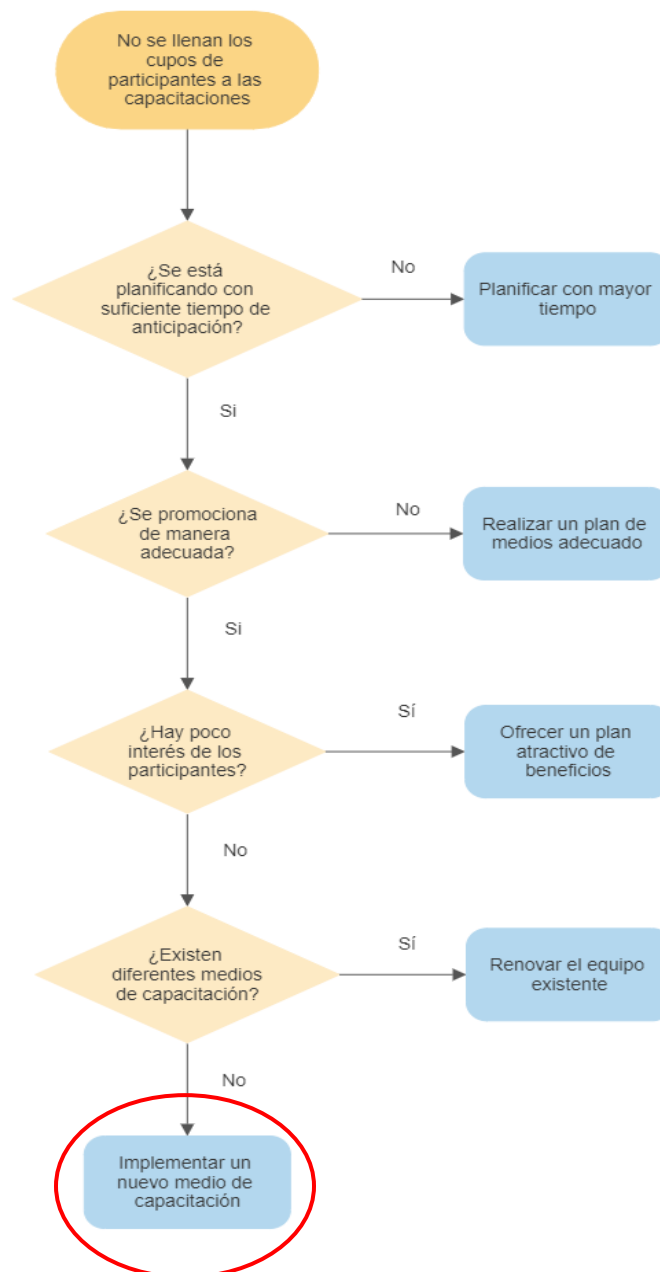 No se llenan los
cupos de
participantes a las
capacitaciones
¿Se está
planificando con
suficiente tiempo de
anticipación?
No
Planificar con mayor
tiempo
Si
¿Se promociona
de manera
adecuada?
No
Realizar un plan de
medios adecuado
Si
¿Hay poco
interés de los
participantes?
Sí
Ofrecer un plan
atractivo de
beneficios
No
¿Existen
diferentes medios
de capacitación?
Sí
Renovar el equipo
existente
No
Implementar un
nuevo medio de
capacitación